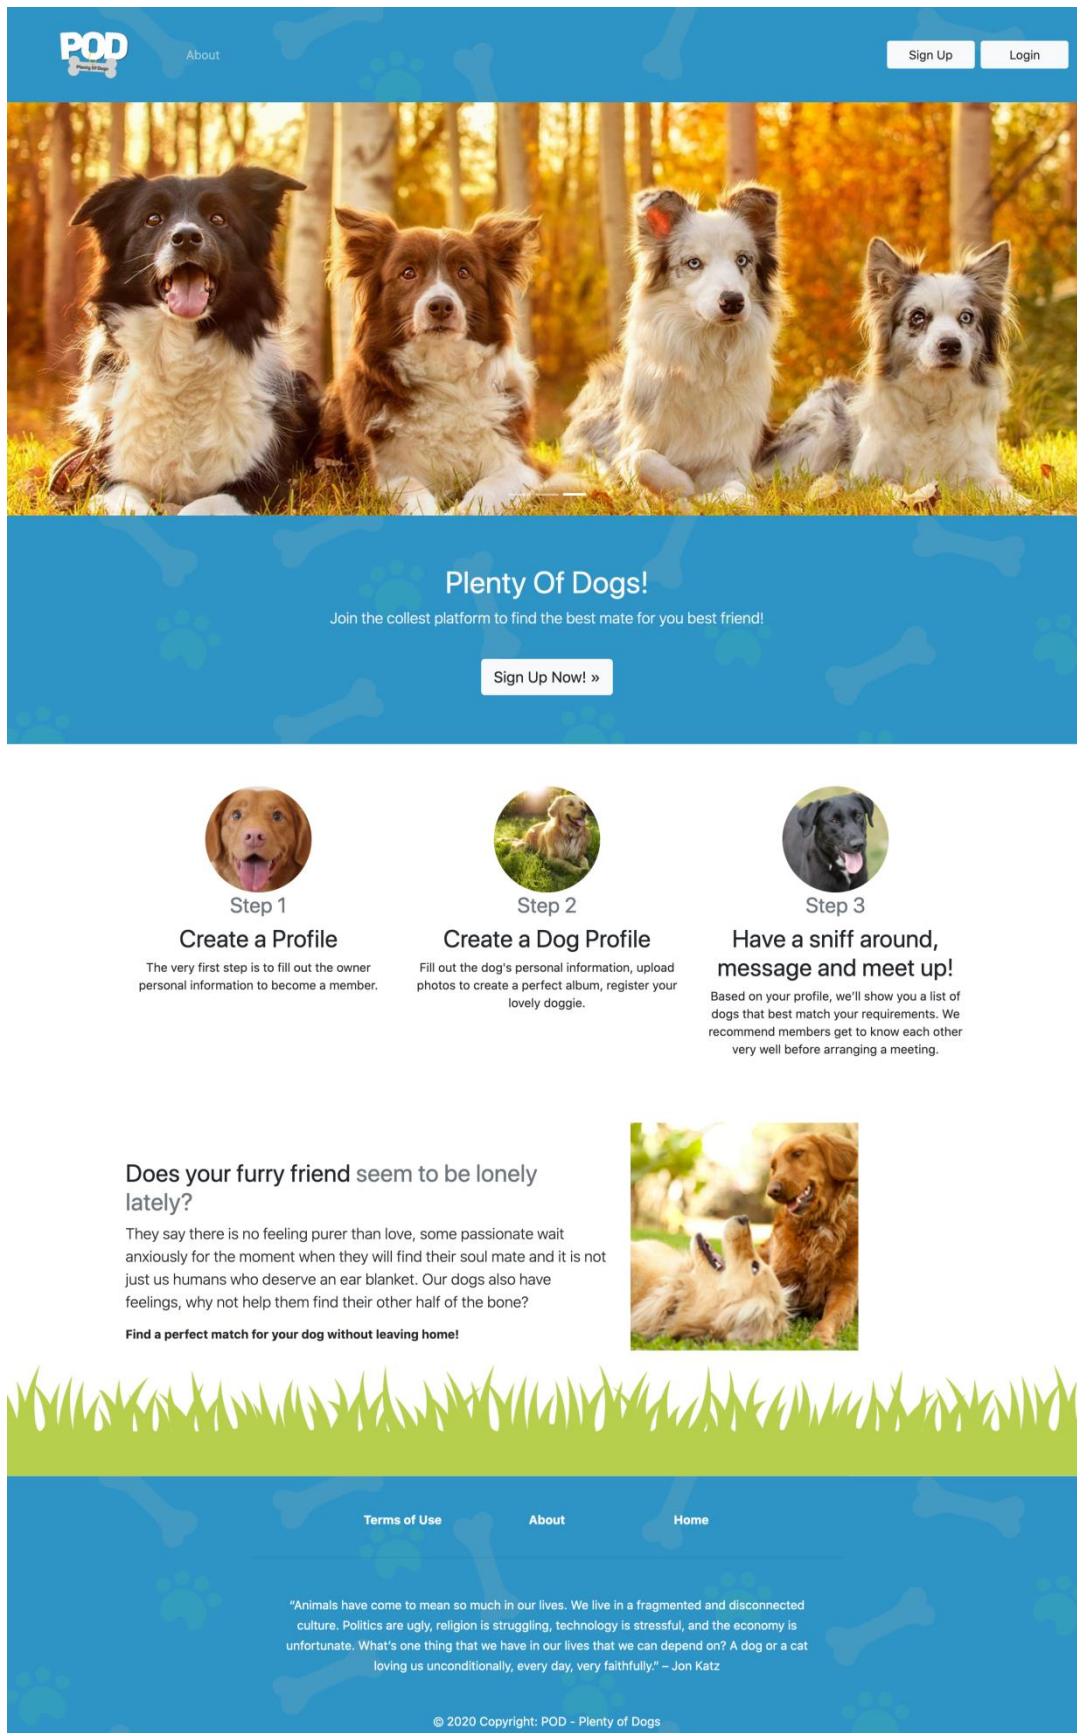 POD
Plenty Of Dogs
About
Sign Up
Login
Plenty Of Dogs!
Join the collest platform to find the best mate for you best friend!
Sign Up Now! »
Step 1
Create a Profile
The very first step is to fill out the owner
personal information to become a member.
Step 2
Create a Dog Profile
Fill out the dog's personal information, upload
photos to create a perfect album, register your
lovely doggie.
Step 3
Have a sniff around,
message and meet up!
Based on your profile, we'll show you a list of
dogs that best match your requirements. We
recommend members get to know each other
very well before arranging a meeting.
Does your furry friend seem to be lonely
lately?
They say there is no feeling purer than love, some passionate wait
anxiously for the moment when they will find their soul mate and it is not
just us humans who deserve an ear blanket. Our dogs also have
feelings, why not help them find their other half of the bone?
Find a perfect match for your dog without leaving home!
Terms of Use
About
Home
“Animals have come to mean so much in our lives. We live in a fragmented and disconnected
culture. Politics are ugly, religion is struggling, technology is stressful, and the economy is
unfortunate. What's one thing that we have in our lives that we can depend on? A dog or a cat
loving us unconditionally, every day, very faithfully.” – Jon Katz
© 2020 Copyright: POD - Plenty of Dogs